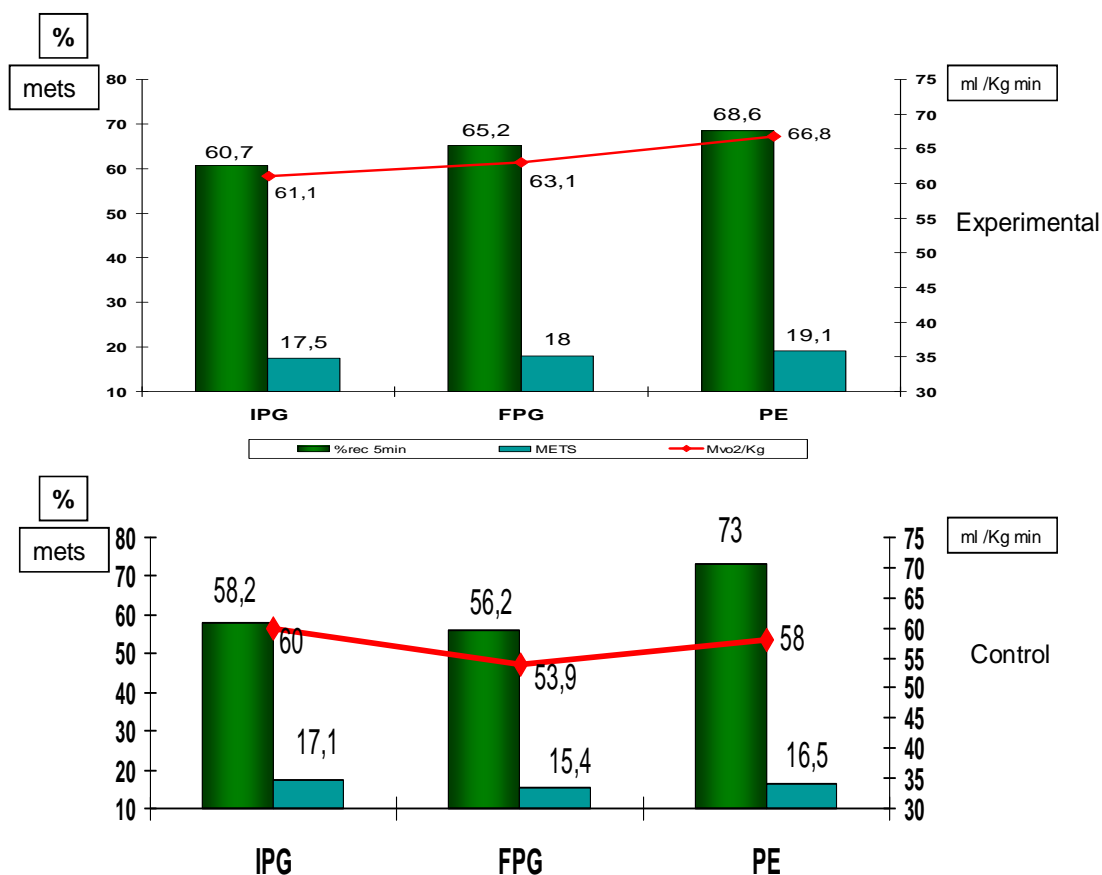 %
mets
ml /Kg min
80 75
70 70
65
60 60
55
50 50
45
40 40
30 35
20
10 30
60,7 65,2 68,6
61,1 63,1 66,8
17,5 18 19,1
Experimental
IPG FPG PE
%rec 5min METS Mvo2/Kg
%
mets
ml /Kg min
80 75
70 70
65
60 60
55
50 50
45
40 40
30 35
20
10 30
58,2 56,2 73
60 53,9 58
17,1 15,4 16,5
Control
IPG FPG PE